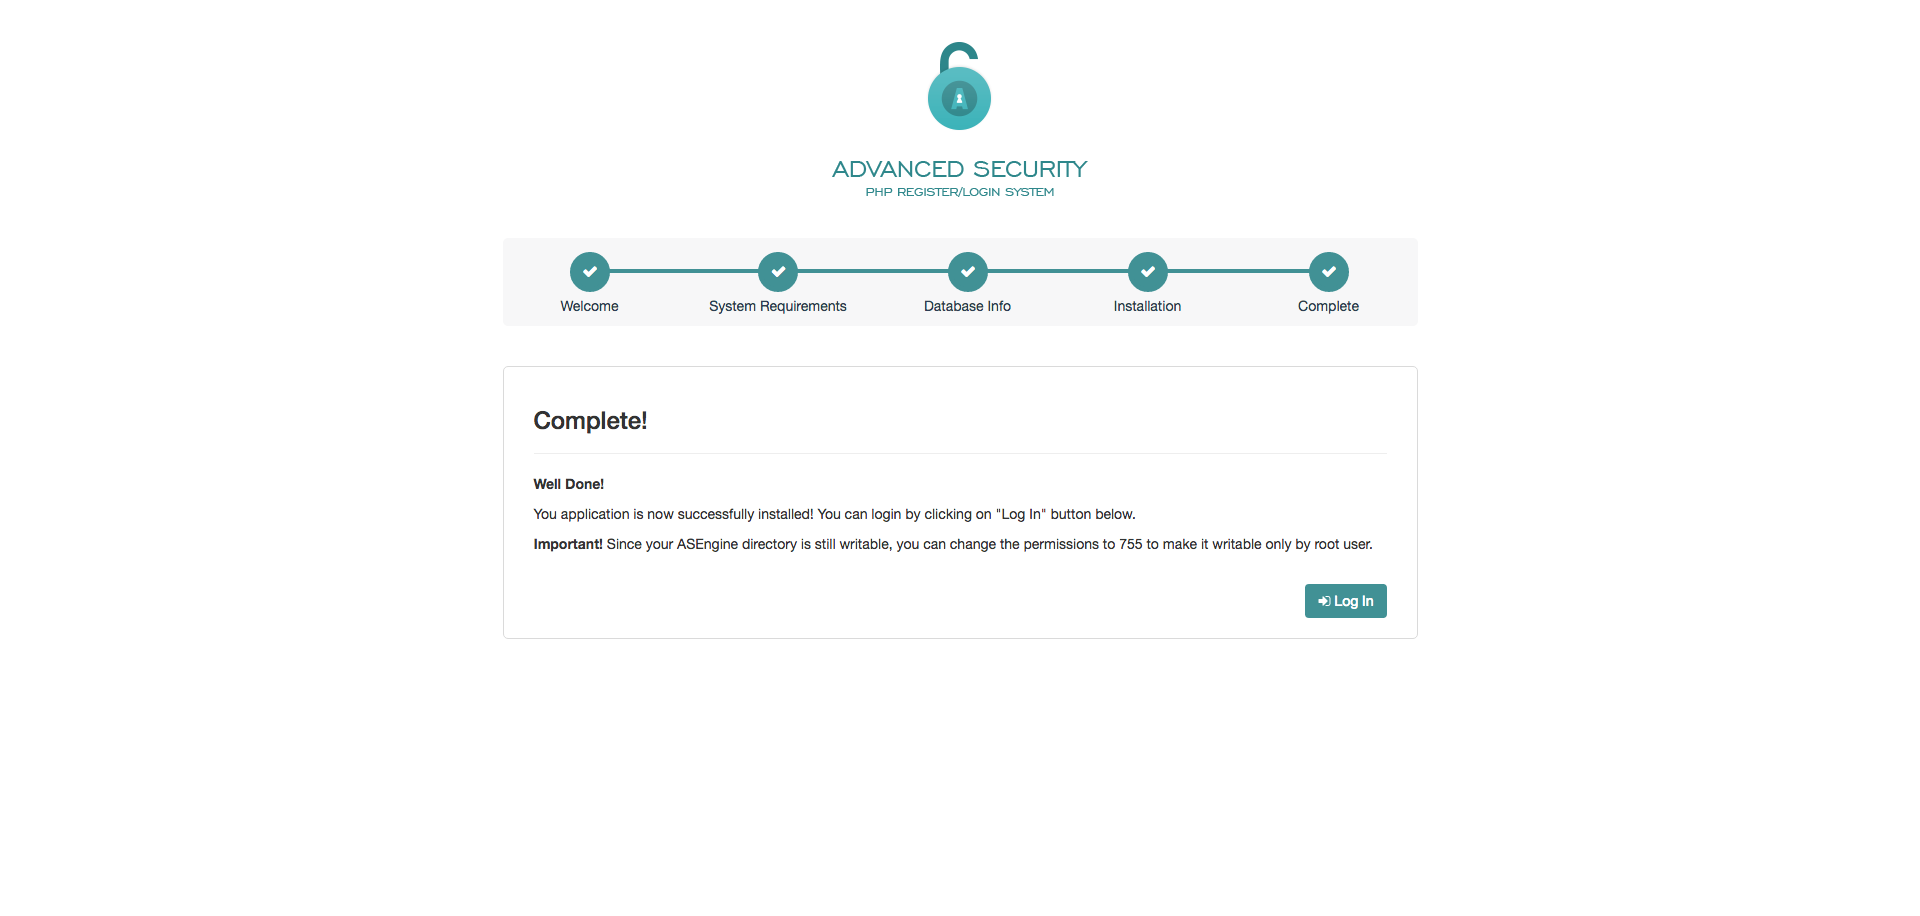 A
ADVANCED SECURITY
PHP REGISTER/LOGIN SYSTEM
Welcome
System Requirements
Database Info
Installation
Complete
Complete!
Well Done!
You application is now successfully installed! You can login by clicking on "Log In" button below.
Important! Since your ASEngine directory is still writable, you can change the permissions to 755 to make it writable only by root user.
Log In